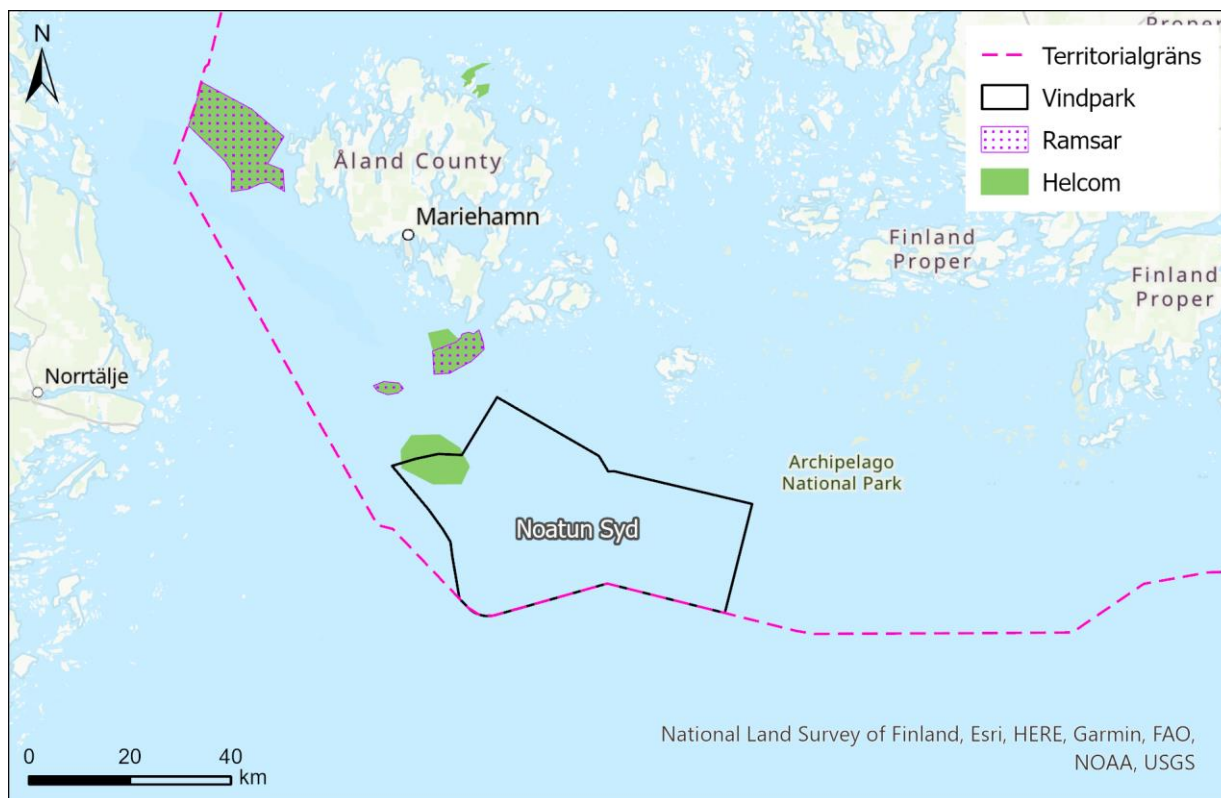 N
Proper
Territorialgräns
Vindpark
Ramsar
Helcom
Åland County
Mariehamn
Finland
Proper
Finland
Proper
Norrtälje
Archipelago
National Park
Noatun Syd
National Land Survey of Finland, Esri, HERE, Garmin, FAO,
NOAA, USGS
0 20 40
km